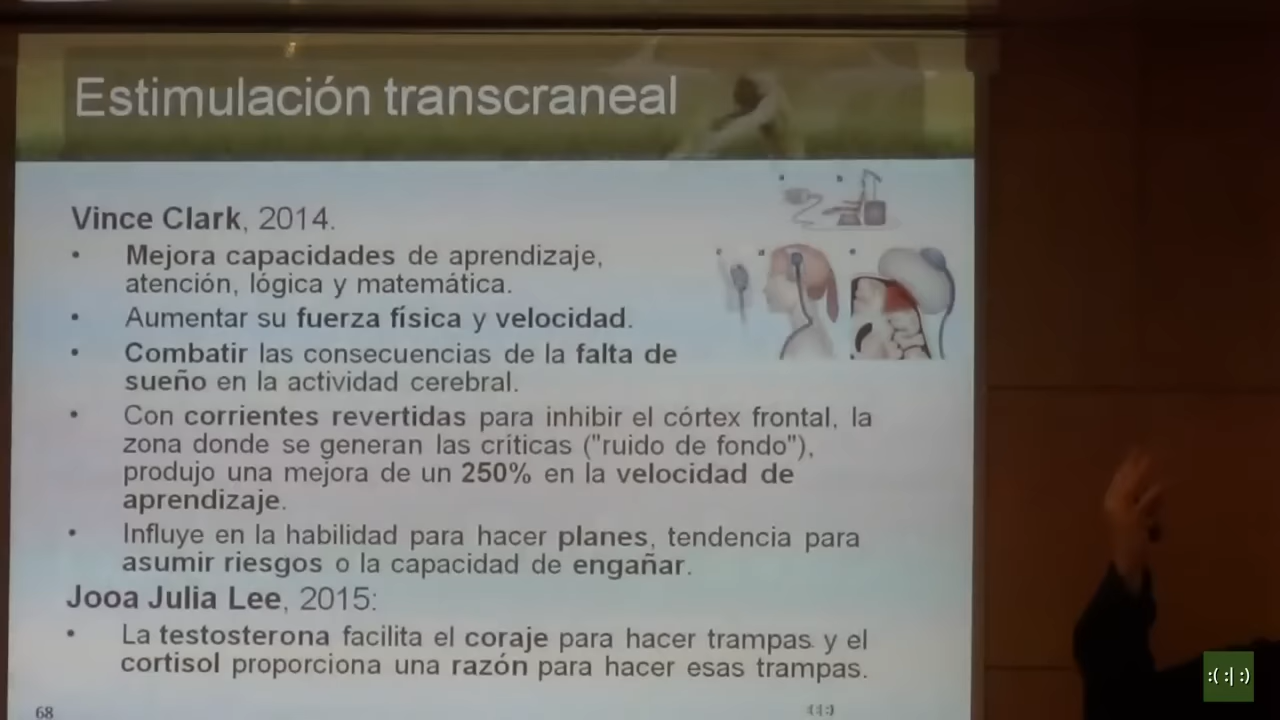 Estimulación transcraneal
Vince Clark, 2014.
• Mejora capacidades de aprendizaje,
atención, lógica y matemática.
• Aumentar su fuerza física y velocidad.
• Combatir las consecuencias de la falta de
sueño en la actividad cerebral.
• Con corrientes revertidas para inhibir el córtex frontal, la
zona donde se generan las críticas ("ruido de fondo"),
produjo una mejora de un 250% en la velocidad de
aprendizaje.
• Influye en la habilidad para hacer planes, tendencia para
asumir riesgos o la capacidad de engañar.
Jooa Julia Lee, 2015:
• La testosterona facilita el coraje para hacer trampas y el
cortisol proporciona una razón para hacer esas trampas.
68
:( :| :)